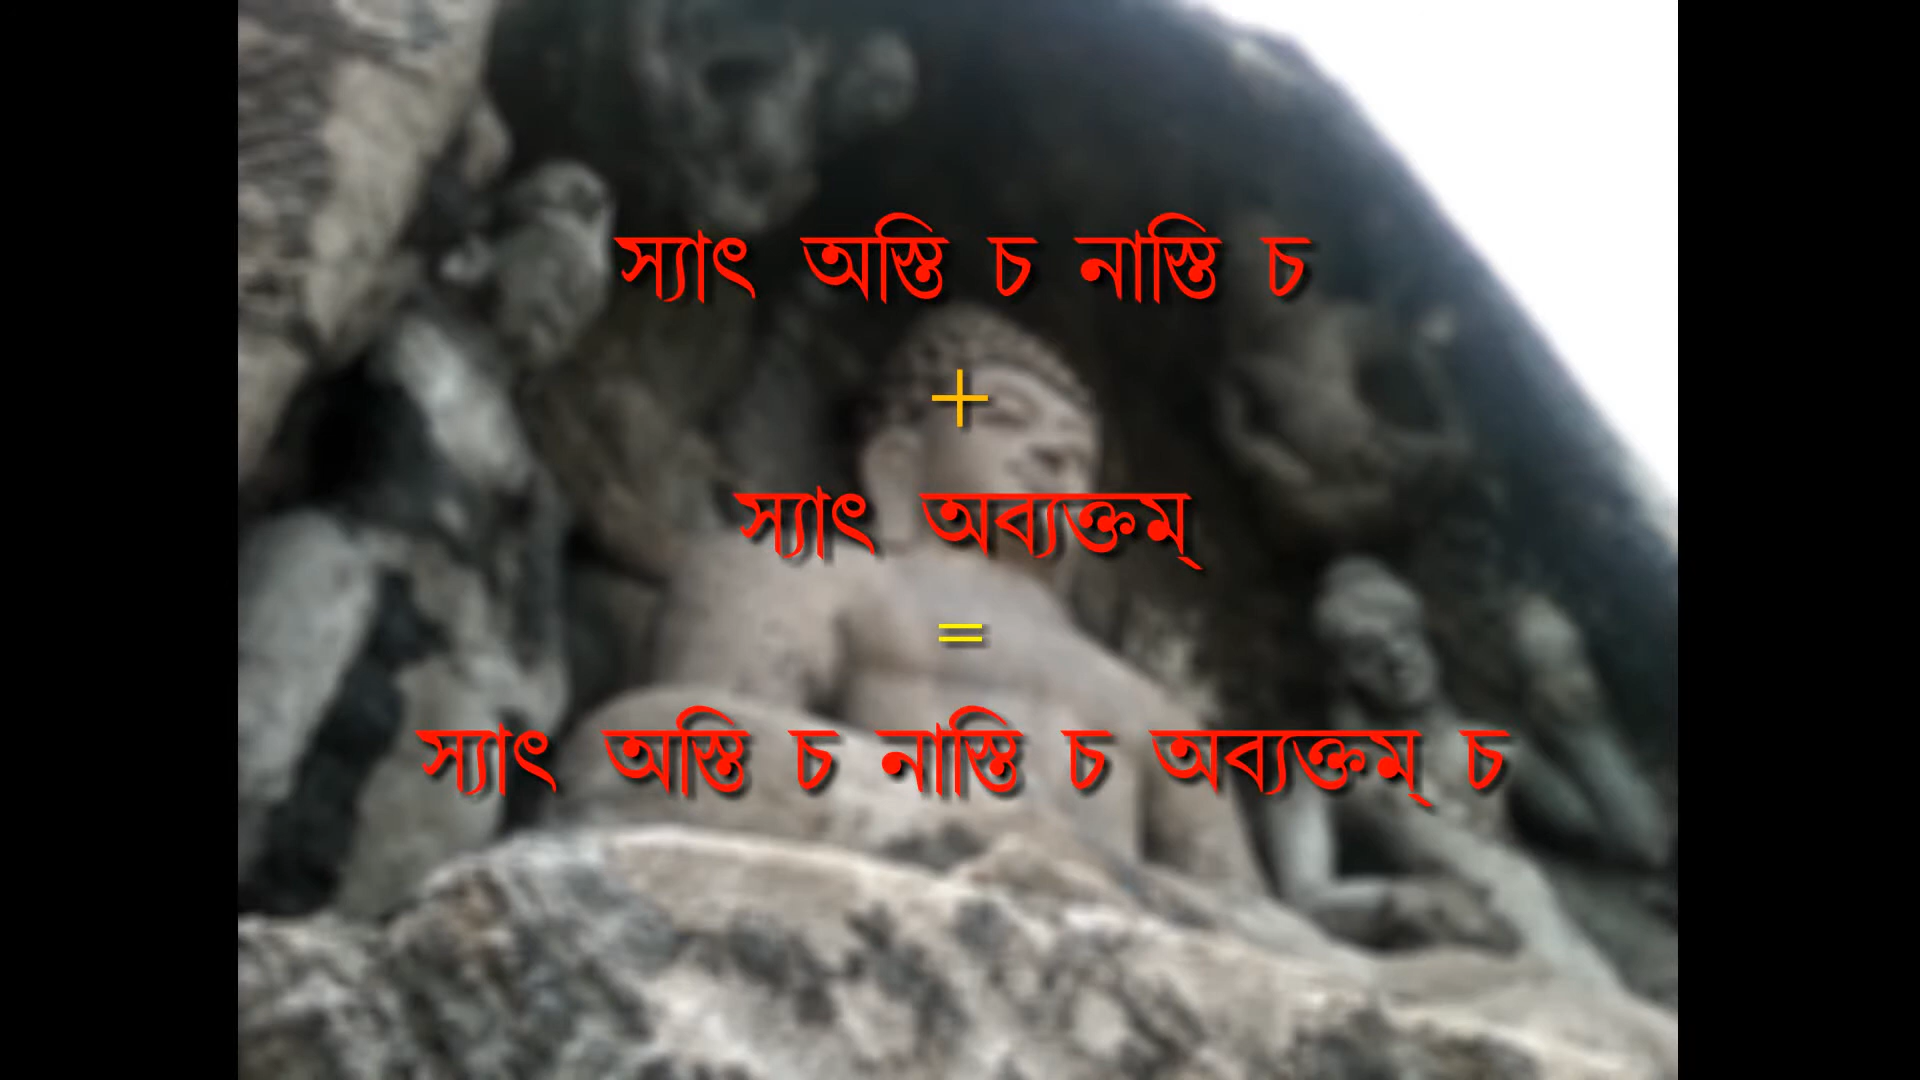 স্যাৎ অস্তি চ নাস্তি চ
+
স্যাৎ অব্যক্তম্
=
স্যাৎ অস্তি চ নাস্তি চ অব্যক্তম্ চ